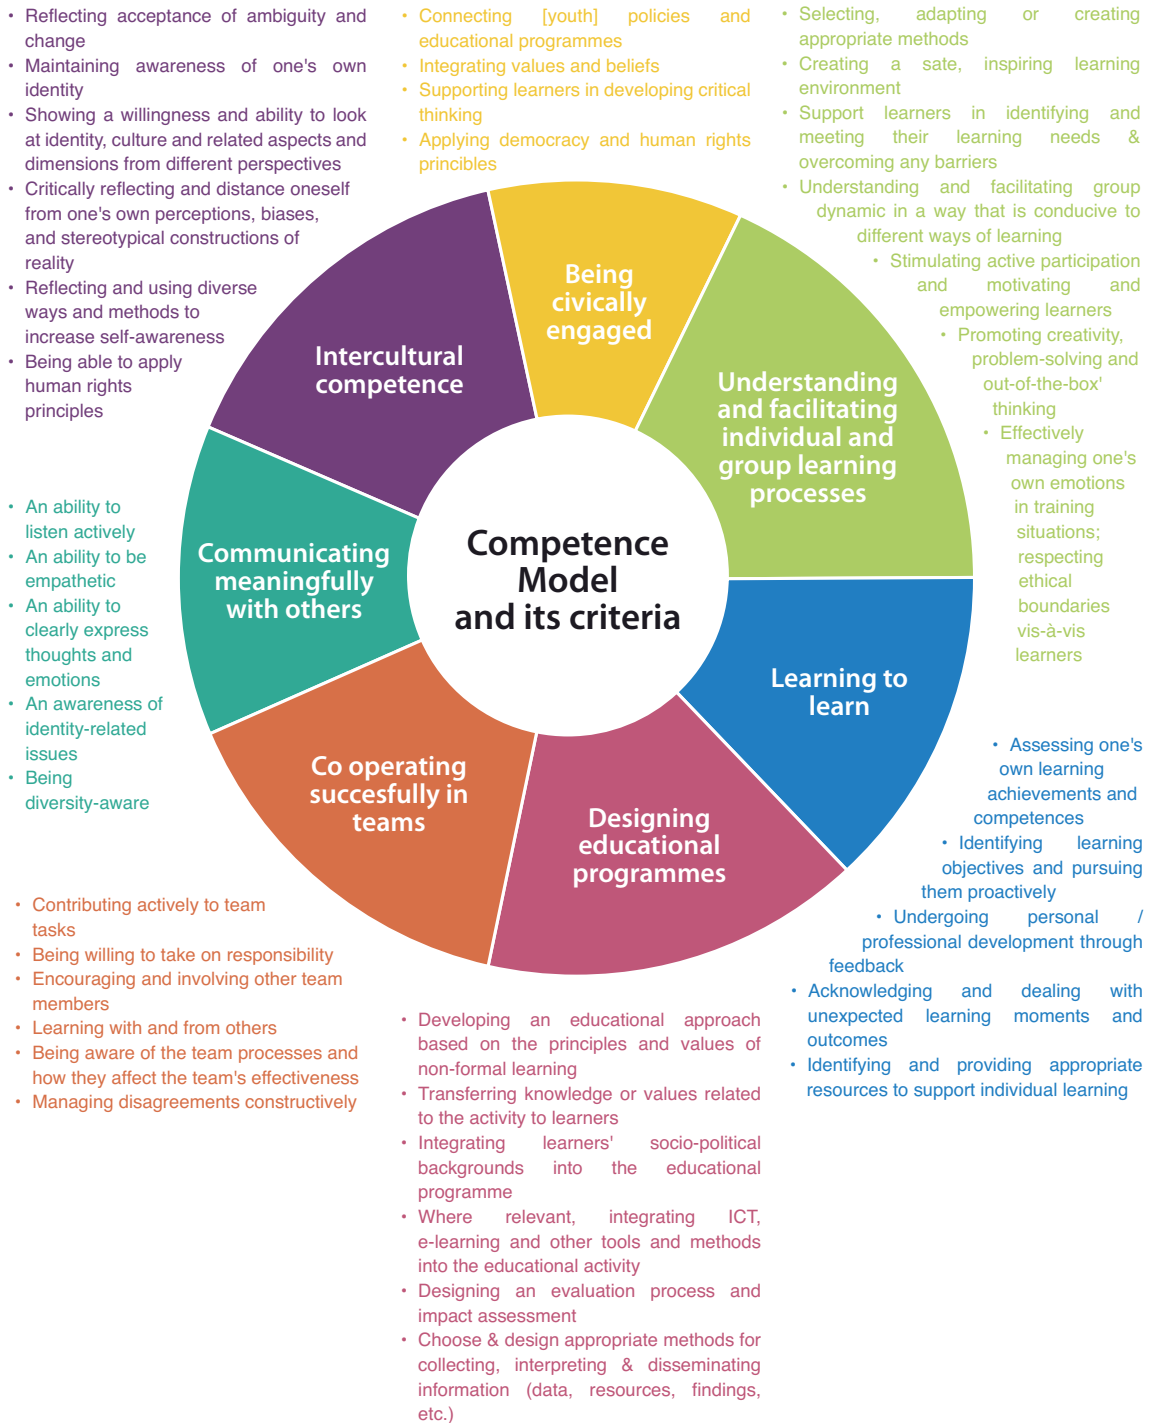 • Reflecting acceptance of ambiguity and
change
• Maintaining awareness of one's own
identity
• Showing a willingness and ability to look
at identity, culture and related aspects and
dimensions from different perspectives
• Critically reflecting and distance oneself
from one's own perceptions, biases,
and stereotypical constructions of
reality
• Reflecting and using diverse
ways and methods to
increase self-awareness
• Being able to apply
human rights
principles
• Connecting [youth] policies and
educational programmes
• Integrating values and beliefs
• Supporting learners in developing critical
thinking
• Applying democracy and human rights
princibles
• Selecting, adapting or creating
appropriate methods
• Creating a sate, inspiring learning
environment
• Support learners in identifying and
meeting their learning needs &
overcoming any barriers
• Understanding and facilitating group
dynamic in a way that is conducive to
different ways of learning
• Stimulating active participation
and motivating and
empowering learners
• Promoting creativity,
problem-solving and
out-of-the-box'
thinking
• Effectively
managing one's
own emotions
in training
situations;
respecting
ethical
boundaries
vis-à-vis
learners
Being
civically
engaged
Intercultural
competence
Understanding
and facilitating
individual and
group learning
processes
Communicating
meaningfully
with others
Competence
Model
and its criteria
Learning to
learn
Co operating
succesfully in
teams
Designing
educational
programmes
• An ability to
listen actively
• An ability to be
empathetic
• An ability to
clearly express
thoughts and
emotions
• An awareness of
identity-related
issues
• Being
diversity-aware
• Assessing one's
own learning
achievements and
competences
• Identifying learning
objectives and pursuing
them proactively
• Undergoing personal /
professional development through
feedback
• Acknowledging and dealing with
unexpected learning moments and
outcomes
• Identifying and providing appropriate
resources to support individual learning
• Contributing actively to team
tasks
• Being willing to take on responsibility
• Encouraging and involving other team
members
• Learning with and from others
• Being aware of the team processes and
how they affect the team's effectiveness
• Managing disagreements constructively
• Developing an educational approach
based on the principles and values of
non-formal learning
• Transferring knowledge or values related
to the activity to learners
• Integrating learners' socio-political
backgrounds into the educational
programme
• Where relevant, integrating ICT,
e-learning and other tools and methods
into the educational activity
• Designing an evaluation process and
impact assessment
• Choose & design appropriate methods for
collecting, interpreting & disseminating
information (data, resources, findings,
etc.)